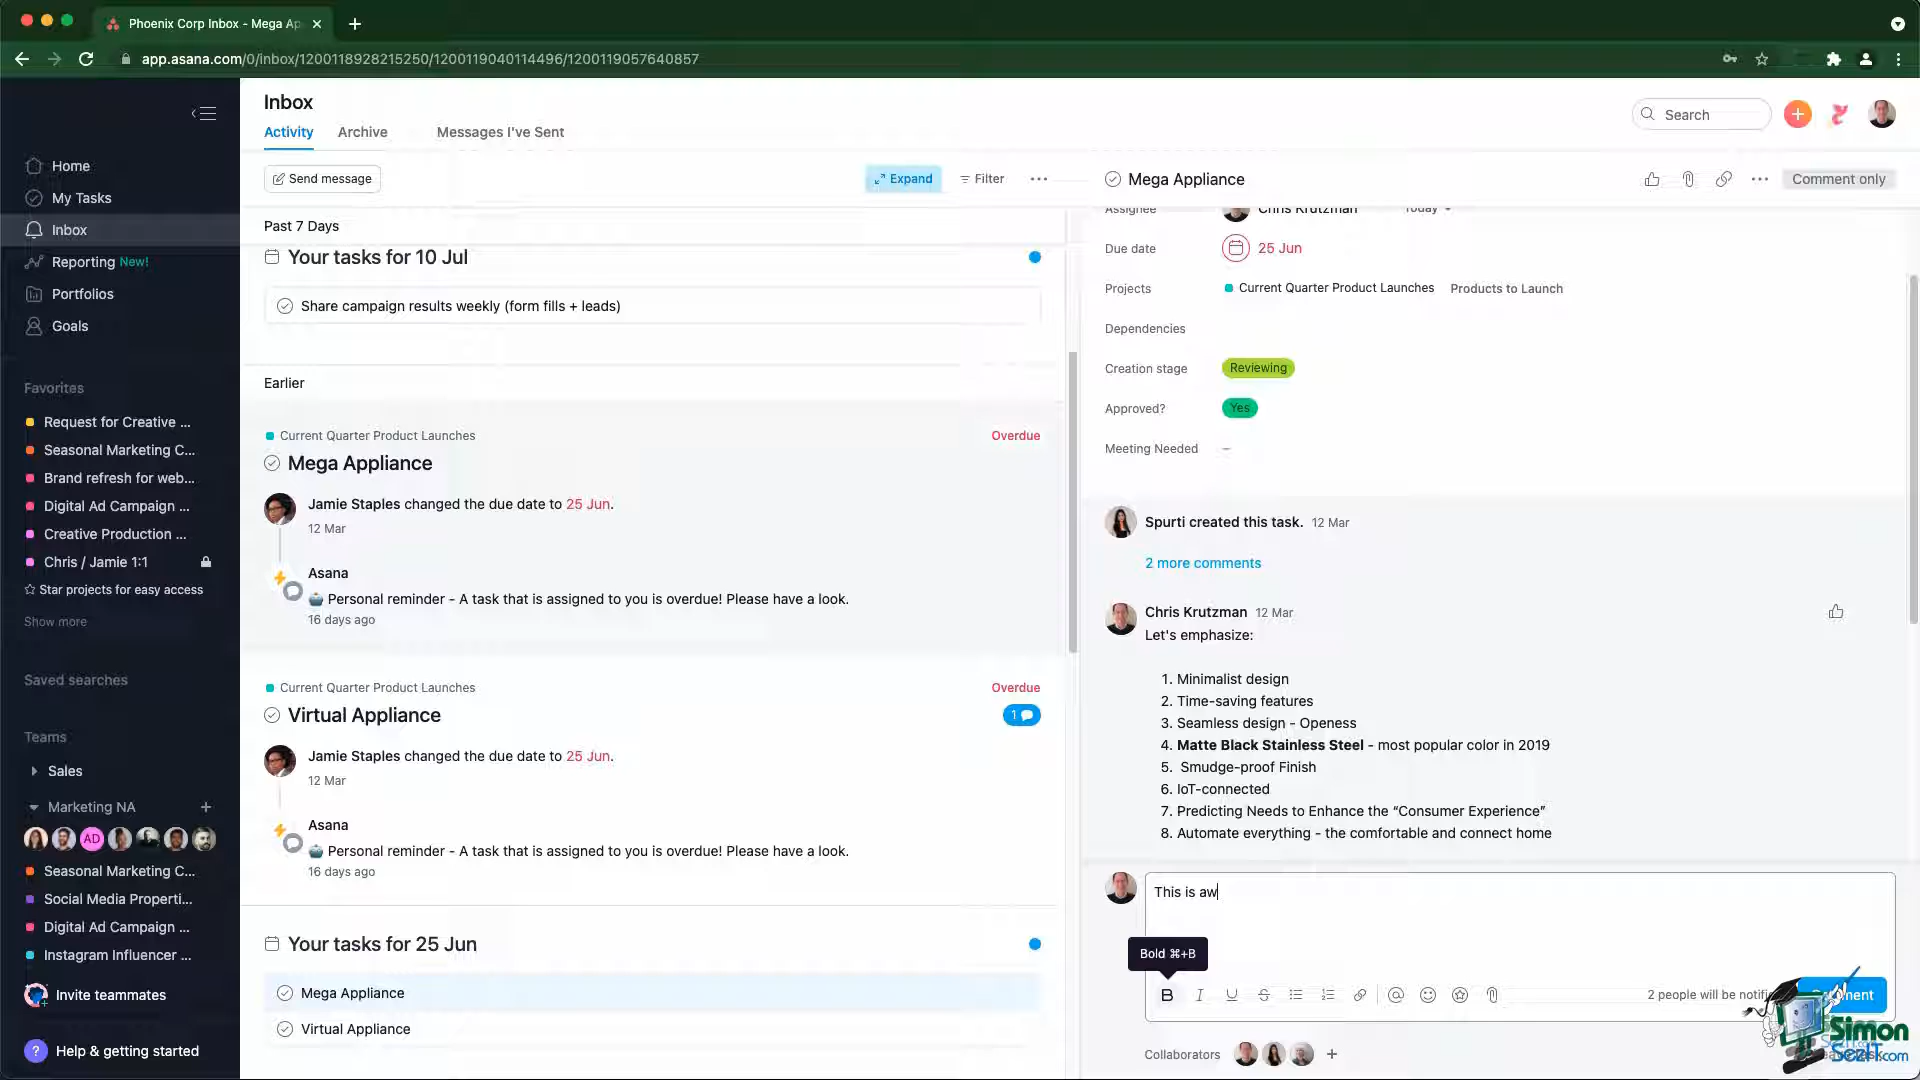 Phoenix Corp Inbox - Mega Ap
app.asana.com/0/inbox/1200118928215250/1200119040114496/1200119057640857
Home
My Tasks
Inbox
Reporting New!
Portfolios
Goals
Favorites
Request for Creative ...
Seasonal Marketing C...
Brand refresh for web...
Digital Ad Campaign ...
Creative Production ...
Chris / Jamie 1:1
Star projects for easy access
Show more
Saved searches
Teams
Sales
Marketing NA
AD
Seasonal Marketing C...
Social Media Properti...
Digital Ad Campaign ...
Instagram Influencer ...
Invite teammates
? Help & getting started
Inbox
Activity Archive Messages I've Sent
Search
Send message
Expand Filter
Past 7 Days
Your tasks for 10 Jul
Share campaign results weekly (form fills + leads)
Earlier
Current Quarter Product Launches Overdue
Mega Appliance
Jamie Staples changed the due date to 25 Jun.
12 Mar
Asana
Personal reminder - A task that is assigned to you is overdue! Please have a look.
16 days ago
Current Quarter Product Launches Overdue
Virtual Appliance 1
Jamie Staples changed the due date to 25 Jun.
12 Mar
Asana
Personal reminder - A task that is assigned to you is overdue! Please have a look.
16 days ago
Your tasks for 25 Jun
Mega Appliance
Virtual Appliance
Mega Appliance Comment only
Assignee Chris Krutzman Today
Due date 25 Jun
Projects Current Quarter Product Launches Products to Launch
Dependencies
Creation stage Reviewing
Approved? Yes
Meeting Needed –
Spurti created this task. 12 Mar
2 more comments
Chris Krutzman 12 Mar
Let's emphasize:
1. Minimalist design
2. Time-saving features
3. Seamless design - Openess
4. Matte Black Stainless Steel - most popular color in 2019
5. Smudge-proof Finish
6. IoT-connected
7. Predicting Needs to Enhance the “Consumer Experience”
8. Automate everything - the comfortable and connect home
This is aw
Bold ⌘+B
B I U S 2 people will be notifi
Collaborators
Simon
Sez IT.com